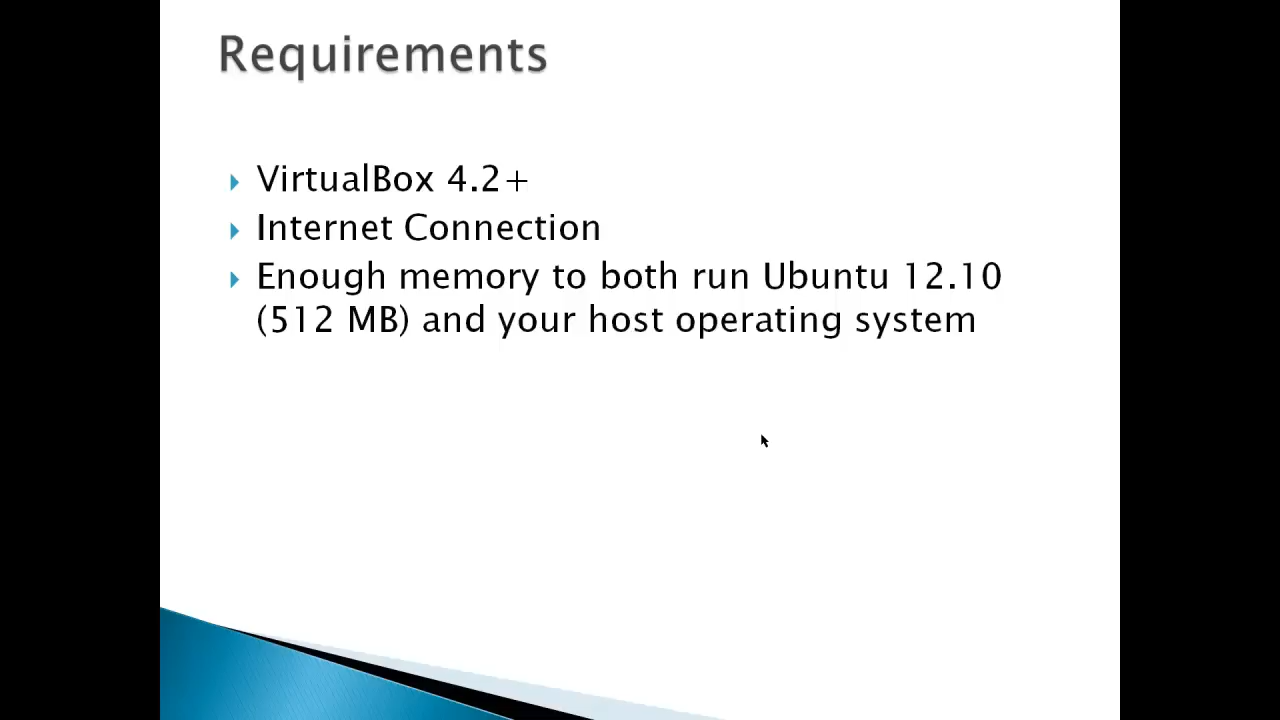 Requirements
VirtualBox 4.2+
Internet Connection
Enough memory to both run Ubuntu 12.10
(512 MB) and your host operating system